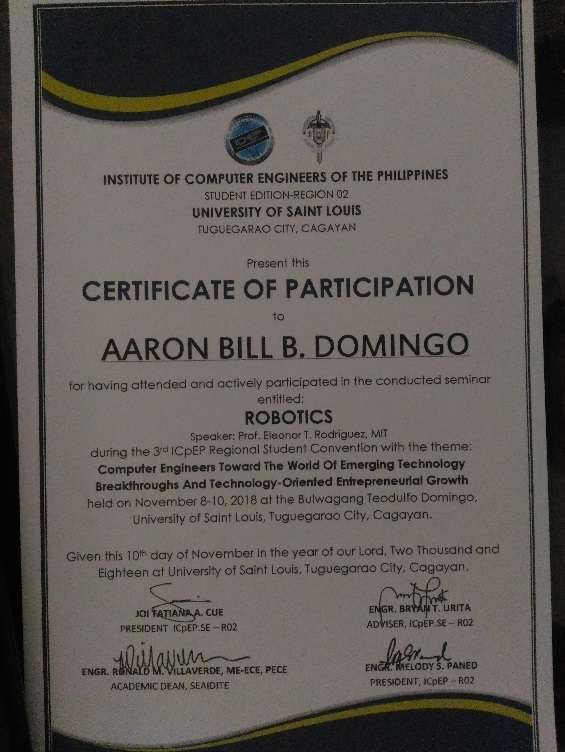 INSTITUTE OF COMPUTER ENGINEERS OF THE PHILIPPINES
STUDENT EDITION-REGION 02
UNIVERSITY OF SAINT LOUIS
TUGUEGARAO CITY, CAGAYAN
Present this
CERTIFICATE OF PARTICIPATION
to
AARON BILL B. DOMINGO
for having attended and actively participated in the conducted seminar
entitled:
ROBOTICS
Speaker: Prof. Eleonor T. Rodriguez, MIT
during the 3rd ICpEP Regional Student Convention with the theme:
Computer Engineers Toward The World Of Emerging Technology
Breakthroughs And Technology-Oriented Entrepreneurial Growth
held on November 8-10, 2018 at the Bulwagang Teodulfo Domingo,
University of Saint Louis, Tuguegarao City, Cagayan.
Given this 10th day of November in the year of our Lord, Two Thousand and
Eighteen at University of Saint Louis, Tuguegarao City, Cagayan.
JOI TATIANA A. CUE
PRESIDENT ICpEP.SE – R02
ENGR. BRYAN T. URITA
ADVISER, ICpEP.SE – R02
ENGR. RONALD M. VILLAVERDE, ME-ECE, PECE
ACADEMIC DEAN, SEAIDITE
ENGR. MELODY S. PANED
PRESIDENT, ICpEP – R02